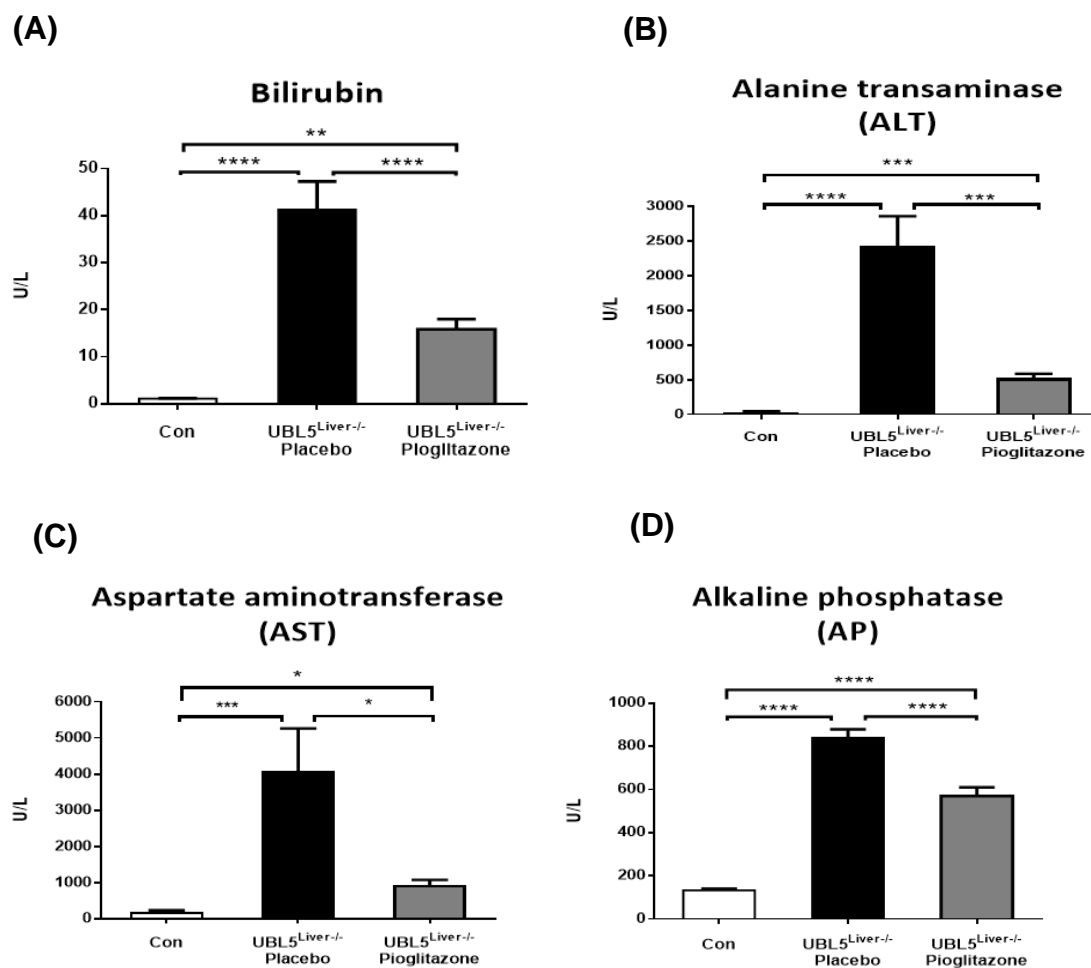 (A)
Bilirubin
**
****
****
50
40
30
20
10
0
U/L
Con
UBL5Liver-/-
Placebo
UBL5Liver-/-
Pioglitazone
(B)
Alanine transaminase
(ALT)
***
****
***
3000
2500
2000
1500
1000
500
0
U/L
Con
UBL5Liver-/-
Placebo
UBL5Liver-/-
Pioglitazone
(C)
Aspartate aminotransferase
(AST)
*
***
*
6000
5000
4000
3000
2000
1000
0
U/L
Con
UBL5Liver-/-
Placebo
UBL5Liver-/-
Pioglitazone
(D)
Alkaline phosphatase
(AP)
****
****
****
1000
800
600
400
200
0
U/L
Con
UBL5Liver-/-
Placebo
UBL5Liver-/-
Pioglitazone